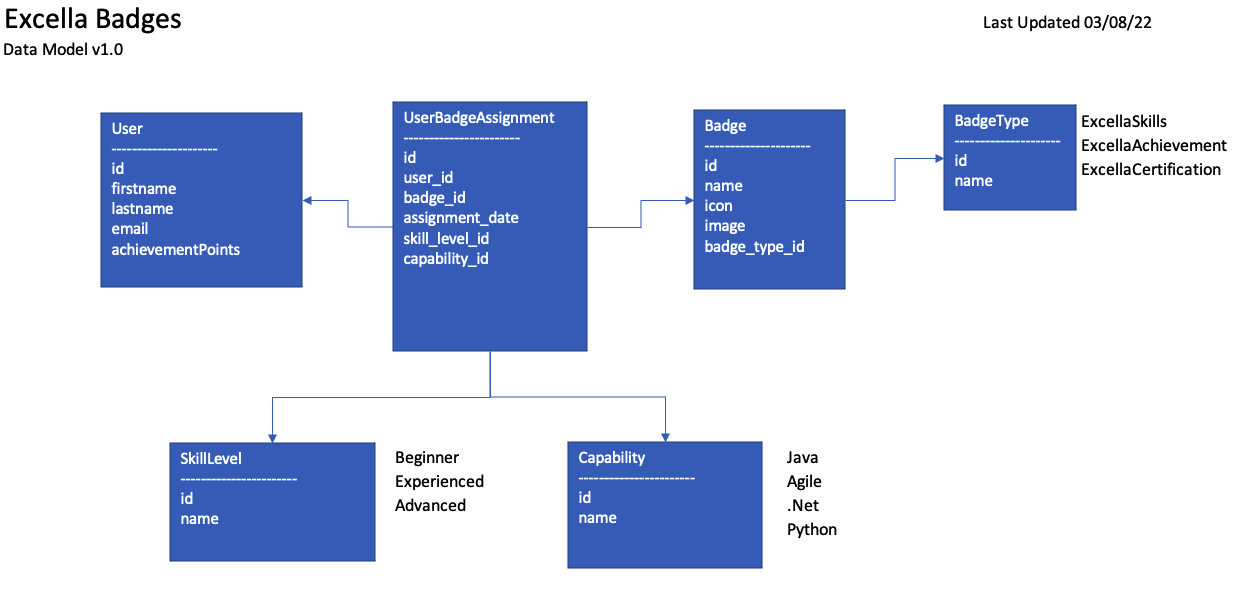 Excella Badges
Last Updated 03/08/22
Data Model v1.0
User
---------------------
id
firstname
lastname
email
achievementPoints
UserBadgeAssignment
-----------------------
id
user_id
badge_id
assignment_date
skill_level_id
capability_id
Badge
---------------------
id
name
icon
image
badge_type_id
BadgeType
---------------------
id
name
ExcellaSkills
ExcellaAchievement
ExcellaCertification
SkillLevel
-----------------------
id
name
Beginner
Experienced
Advanced
Capability
-----------------------
id
name
Java
Agile
.Net
Python